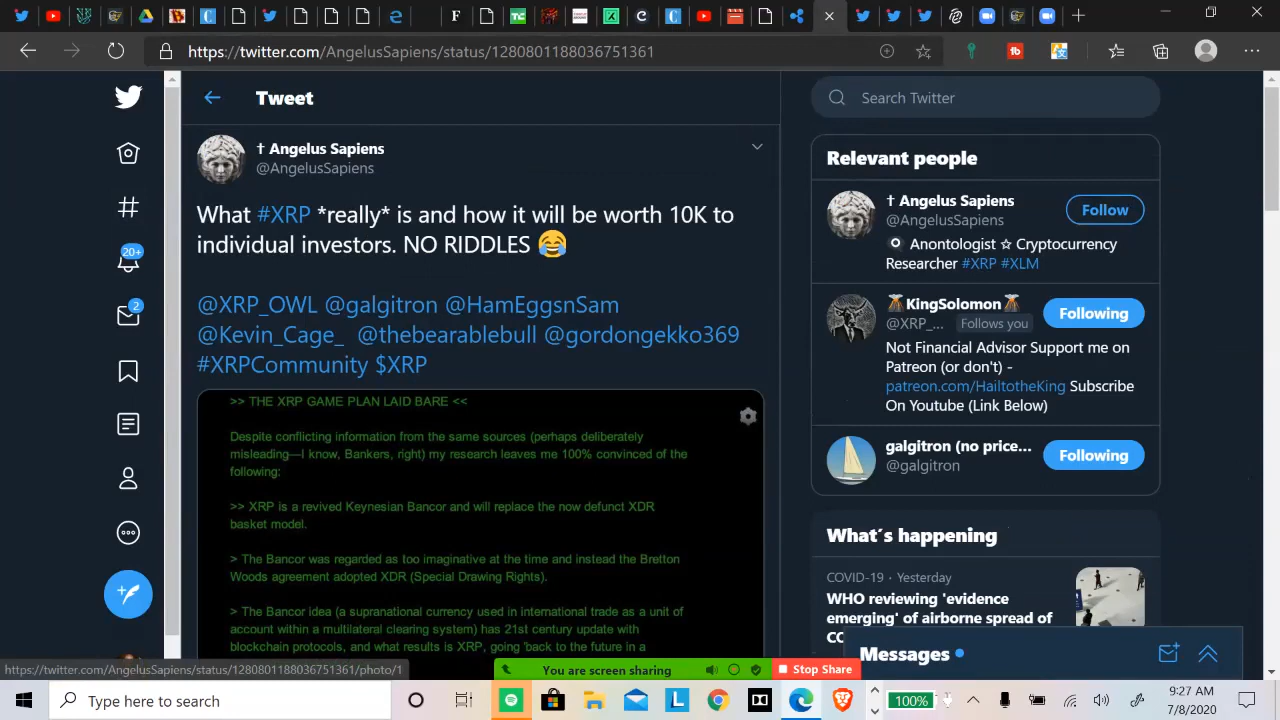 https://twitter.com/AngelusSapiens/status/1280801188036751361
Tweet
Search Twitter
† Angelus Sapiens
@AngelusSapiens
What #XRP *really* is and how it will be worth 10K to
individual investors. NO RIDDLES 😂
@XRP_OWL @galgitron @HamEggsnSam
@Kevin_Cage_ @thebearablebull @gordongekko369
#XRPCommunity $XRP
>> THE XRP GAME PLAN LAID BARE <<
Despite conflicting information from the same sources (perhaps deliberately
misleading—I know, Bankers, right) my research leaves me 100% convinced of the
following:
>> XRP is a revived Keynesian Bancor and will replace the now defunct XDR
basket model.
> The Bancor was regarded as too imaginative at the time and instead the Bretton
Woods agreement adopted XDR (Special Drawing Rights).
> The Bancor idea (a supranational currency used in international trade as a unit of
account within a multilateral clearing system) has 21st century update with
blockchain protocols, and what results is XRP, going 'back to the future in a
Relevant people
† Angelus Sapiens
Follow
@AngelusSapiens
Anontologist ☆ Cryptocurrency
Researcher #XRP #XLM
🌋KingSolomon🌋
Following
@XRP_... Follows you
Not Financial Advisor Support me on
Patreon (or don't) -
patreon.com/HailtotheKing Subscribe
On Youtube (Link Below)
galgitron (no price...
Following
@galgitron
What's happening
COVID-19 · Yesterday
WHO reviewing 'evidence
emerging' of airborne spread of
CO
Messages
20+
2
https://twitter.com/AngelusSapiens/status/1280801188036751361/photo/1
You are screen sharing
Stop Share
Type here to search
100%
9:27 AM
7/8/2020